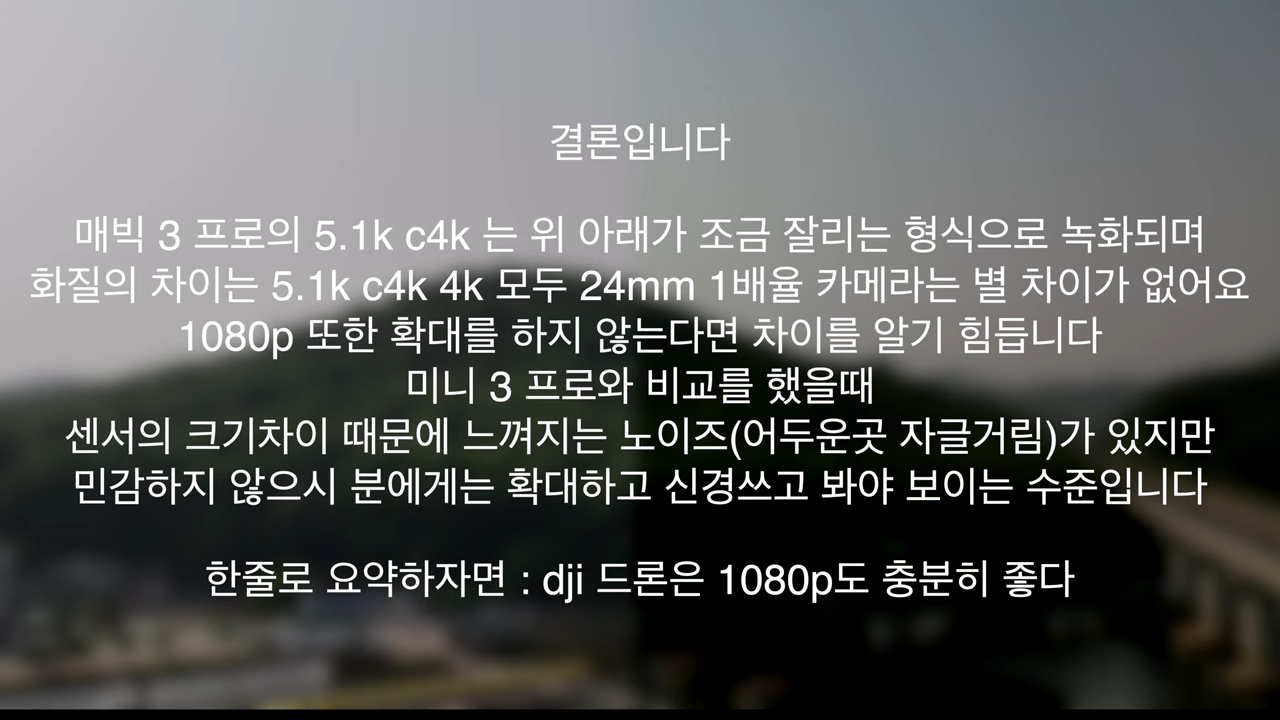 결론입니다
매빅 3 프로의 5.1k c4k 는 위 아래가 조금 잘리는 형식으로 녹화되며
화질의 차이는 5.1k c4k 4k 모두 24mm 1배율 카메라는 별 차이가 없어요
1080p 또한 확대를 하지 않는다면 차이를 알기 힘듭니다
미니 3 프로와 비교를 했을때
센서의 크기차이 때문에 느껴지는 노이즈(어두운곳 자글거림)가 있지만
민감하지 않으시 분에게는 확대하고 신경쓰고 봐야 보이는 수준입니다
한줄로 요약하자면 : dji 드론은 1080p도 충분히 좋다